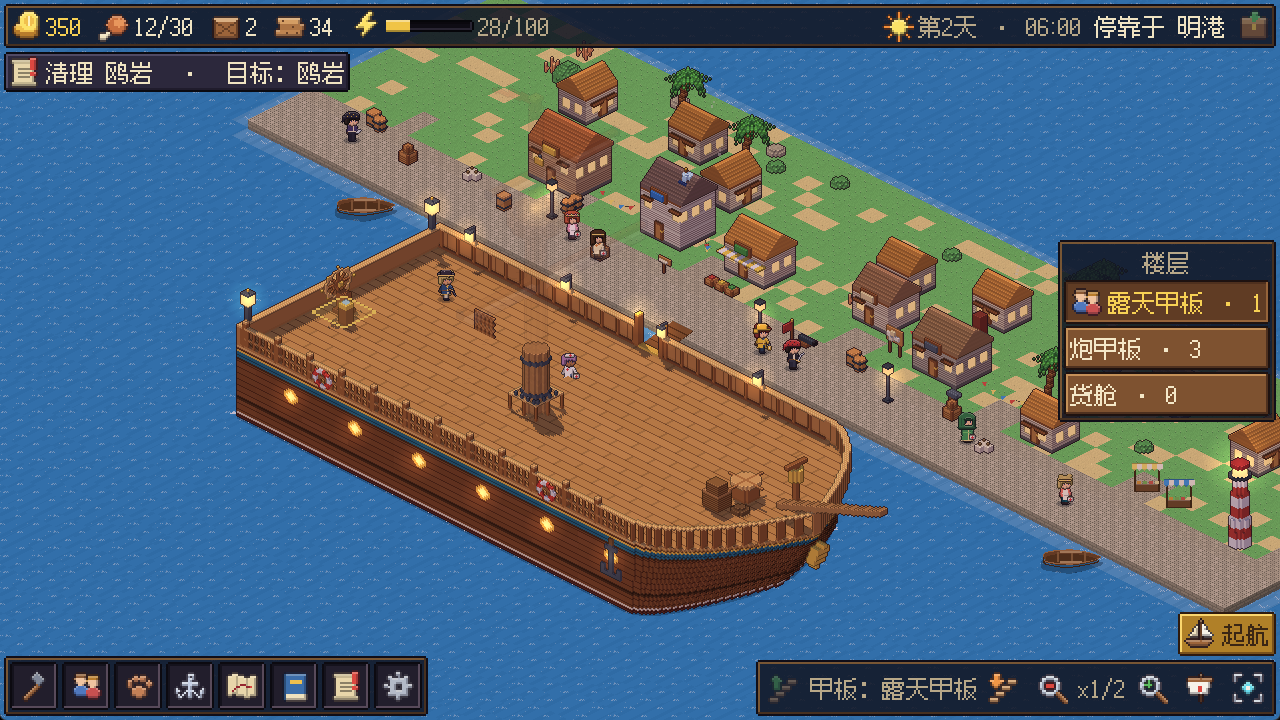 350 12/30 2 34 28/100 第2天 · 06:00 停靠于 明港
清理 鸥岩 · 目标: 鸥岩
楼层
露天甲板 · 1
炮甲板 · 3
货舱 · 0
起航
甲板: 露天甲板 x1/2